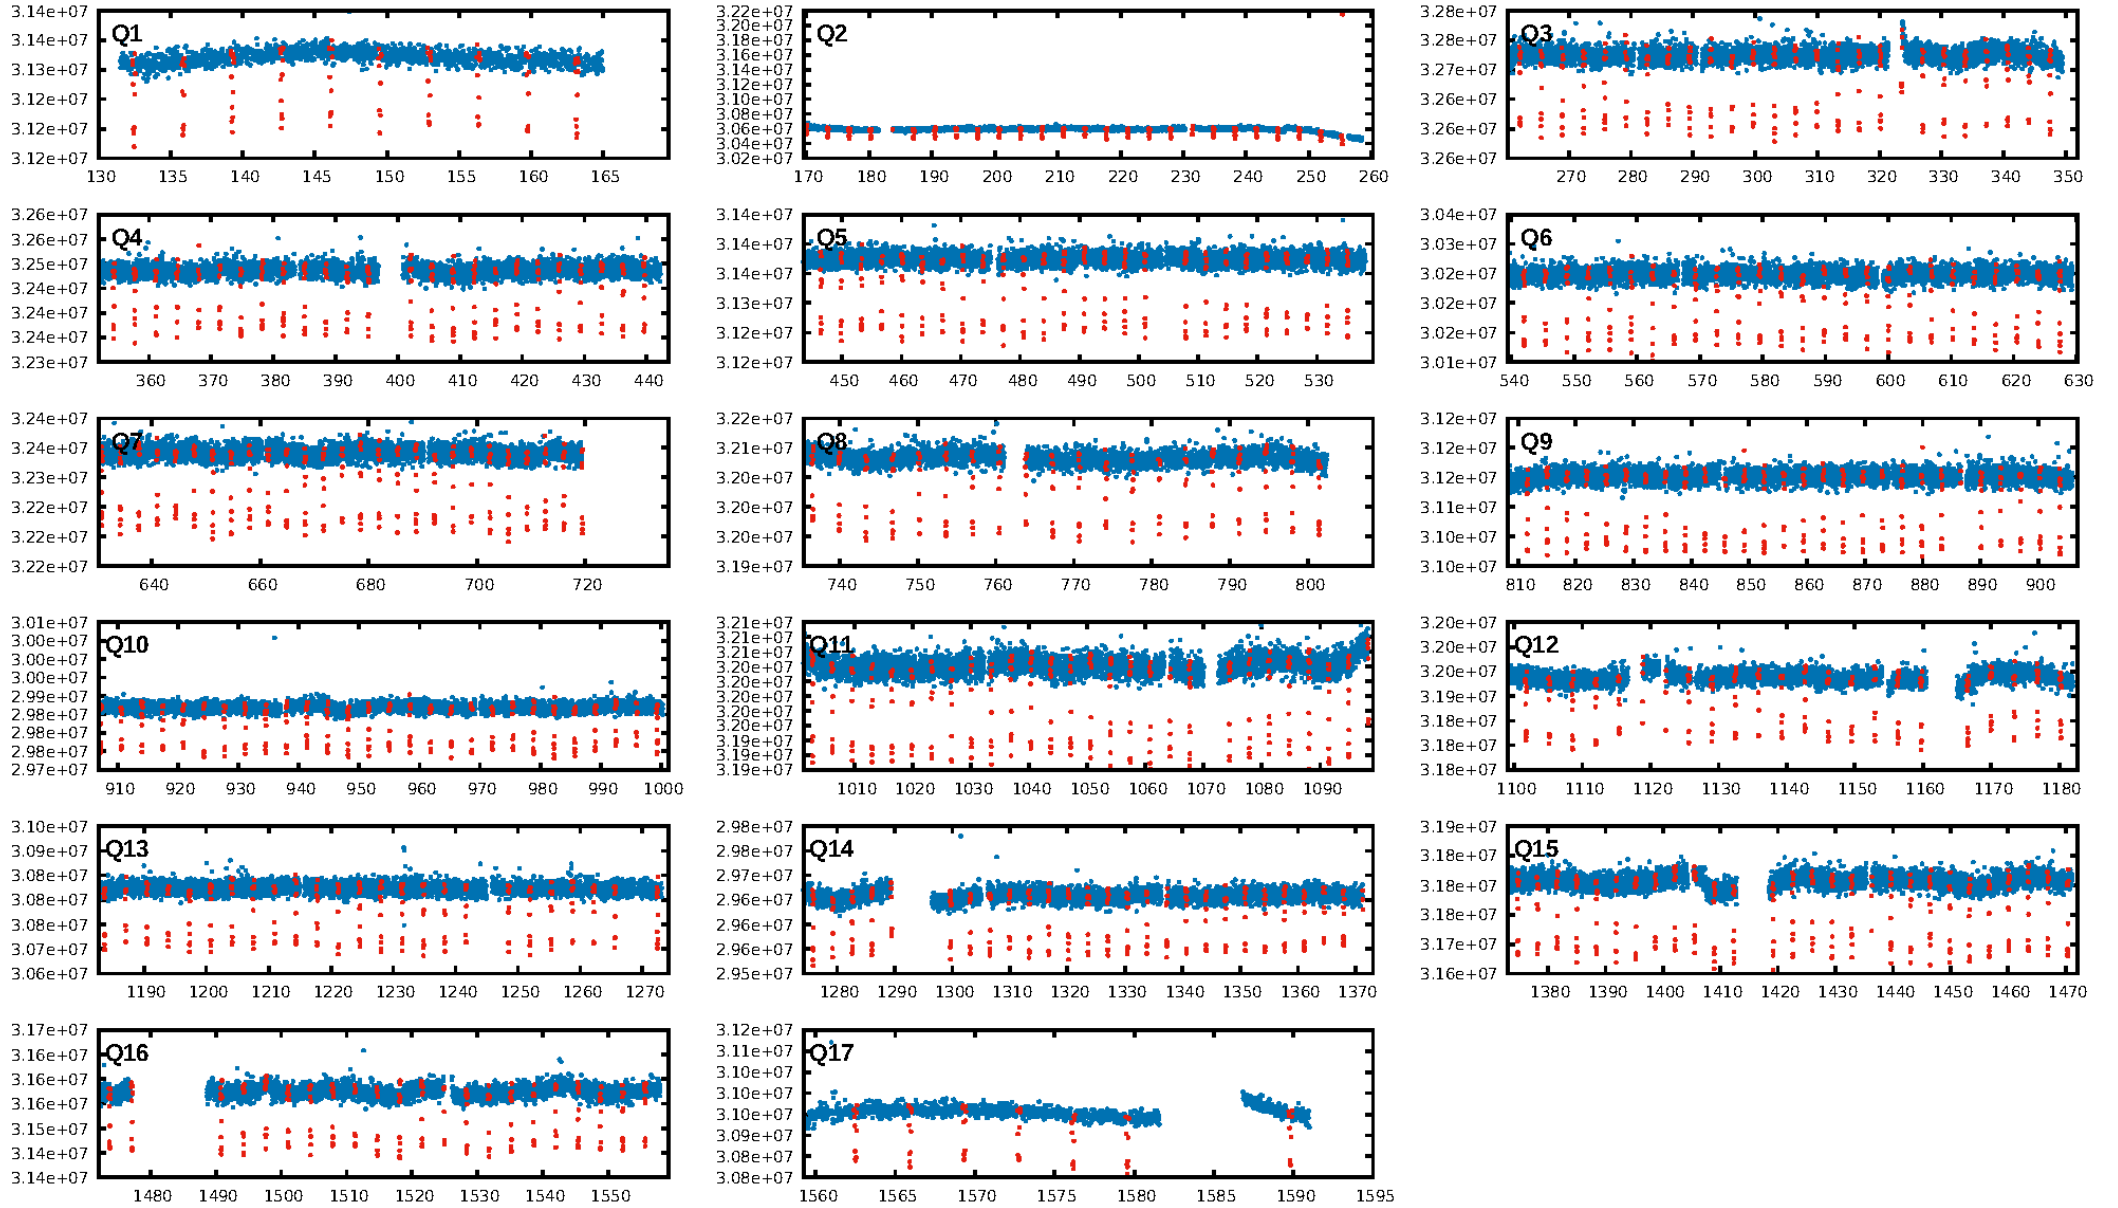 Q1
3.14e+07
3.14e+07
3.13e+07
3.12e+07
3.12e+07
3.12e+07
130 135 140 145 150 155 160 165
Q2
3.22e+07
3.20e+07
3.18e+07
3.16e+07
3.14e+07
3.12e+07
3.10e+07
3.08e+07
3.06e+07
3.04e+07
3.02e+07
170 180 190 200 210 220 230 240 250 260
Q3
3.28e+07
3.28e+07
3.27e+07
3.26e+07
3.26e+07
3.26e+07
270 280 290 300 310 320 330 340 350
Q4
3.26e+07
3.26e+07
3.25e+07
3.24e+07
3.24e+07
3.24e+07
3.23e+07
360 370 380 390 400 410 420 430 440
Q5
3.14e+07
3.14e+07
3.14e+07
3.13e+07
3.12e+07
3.12e+07
450 460 470 480 490 500 510 520 530
Q6
3.04e+07
3.03e+07
3.02e+07
3.02e+07
3.02e+07
3.01e+07
540 550 560 570 580 590 600 610 620 630
Q7
3.24e+07
3.24e+07
3.23e+07
3.22e+07
3.22e+07
3.22e+07
640 660 680 700 720
Q8
3.22e+07
3.21e+07
3.20e+07
3.20e+07
3.20e+07
3.19e+07
740 750 760 770 780 790 800
Q9
3.12e+07
3.12e+07
3.12e+07
3.11e+07
3.10e+07
3.10e+07
810 820 830 840 850 860 870 880 890 900
Q10
3.01e+07
3.00e+07
3.00e+07
3.00e+07
2.99e+07
2.98e+07
2.98e+07
2.98e+07
2.97e+07
910 920 930 940 950 960 970 980 990 1000
Q11
3.21e+07
3.21e+07
3.21e+07
3.20e+07
3.20e+07
3.20e+07
3.20e+07
3.20e+07
3.19e+07
3.19e+07
3.19e+07
1010 1020 1030 1040 1050 1060 1070 1080 1090
Q12
3.20e+07
3.20e+07
3.20e+07
3.19e+07
3.18e+07
3.18e+07
3.18e+07
1100 1110 1120 1130 1140 1150 1160 1170 1180
Q13
3.10e+07
3.09e+07
3.08e+07
3.08e+07
3.08e+07
3.07e+07
3.06e+07
1190 1200 1210 1220 1230 1240 1250 1260 1270
Q14
2.98e+07
2.98e+07
2.97e+07
2.96e+07
2.96e+07
2.96e+07
2.95e+07
1280 1290 1300 1310 1320 1330 1340 1350 1360 1370
Q15
3.19e+07
3.18e+07
3.18e+07
3.18e+07
3.17e+07
3.16e+07
1380 1390 1400 1410 1420 1430 1440 1450 1460 1470
Q16
3.17e+07
3.16e+07
3.16e+07
3.16e+07
3.15e+07
3.14e+07
3.14e+07
1480 1490 1500 1510 1520 1530 1540 1550
Q17
3.12e+07
3.11e+07
3.10e+07
3.10e+07
3.10e+07
3.09e+07
3.08e+07
3.08e+07
1560 1565 1570 1575 1580 1585 1590 1595